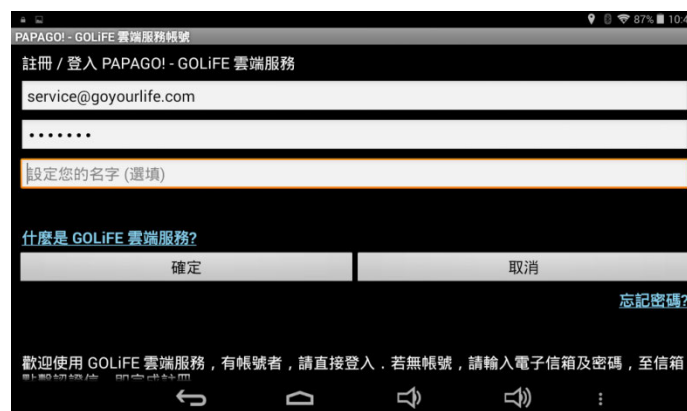 87% 10:4
PAPAGO! - GOLiFE 雲端服務帳號
註冊 / 登入 PAPAGO! - GOLiFE 雲端服務
service@goyourlife.com
•••••••
設定您的名字 (選填)
什麼是 GOLiFE 雲端服務?
確定 取消
忘記密碼?
歡迎使用 GOLiFE 雲端服務，有帳號者，請直接登入．若無帳號，請輸入電子信箱及密碼，至信箱